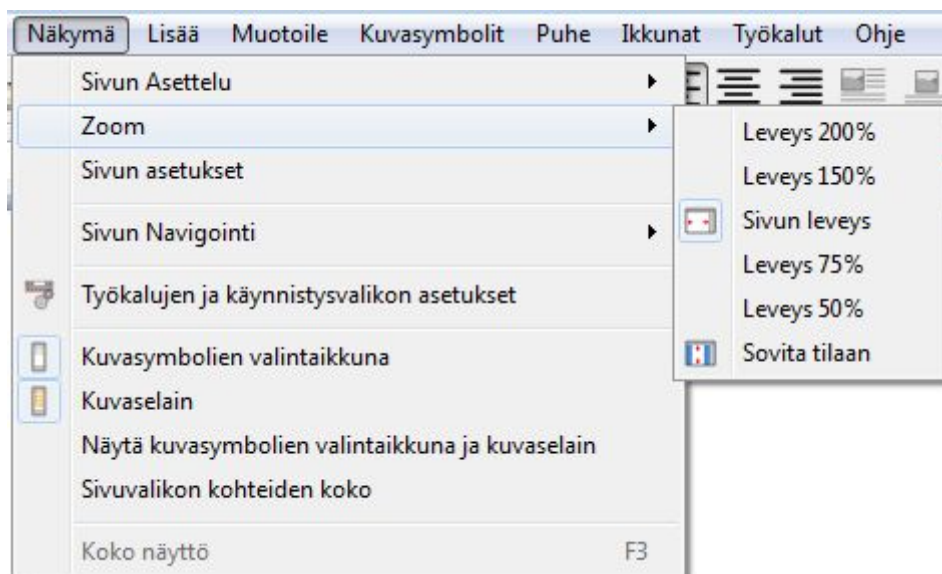 Näkymä Lisää Muotoile Kuvasymbolit Puhe Ikkunat Työkalut Ohje
Sivun Asettelu
Zoom
Sivun asetukset
Sivun Navigointi
Työkalujen ja käynnistysvalikon asetukset
Kuvasymbolien valintaikkuna
Kuvaselain
Näytä kuvasymbolien valintaikkuna ja kuvaselain
Sivuvalikon kohteiden koko
Koko näyttö F3
Leveys 200%
Leveys 150%
Sivun leveys
Leveys 75%
Leveys 50%
Sovita tilaan